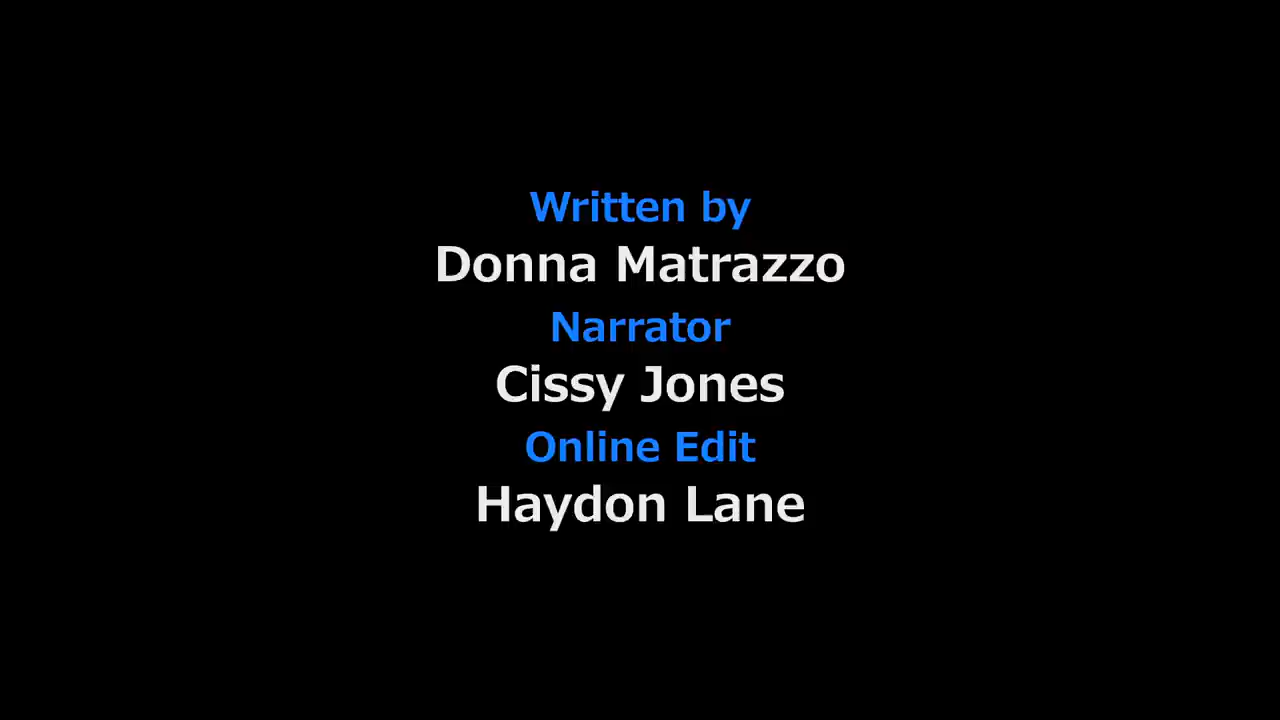 Written by
Donna Matrazzo
Narrator
Cissy Jones
Online Edit
Haydon Lane